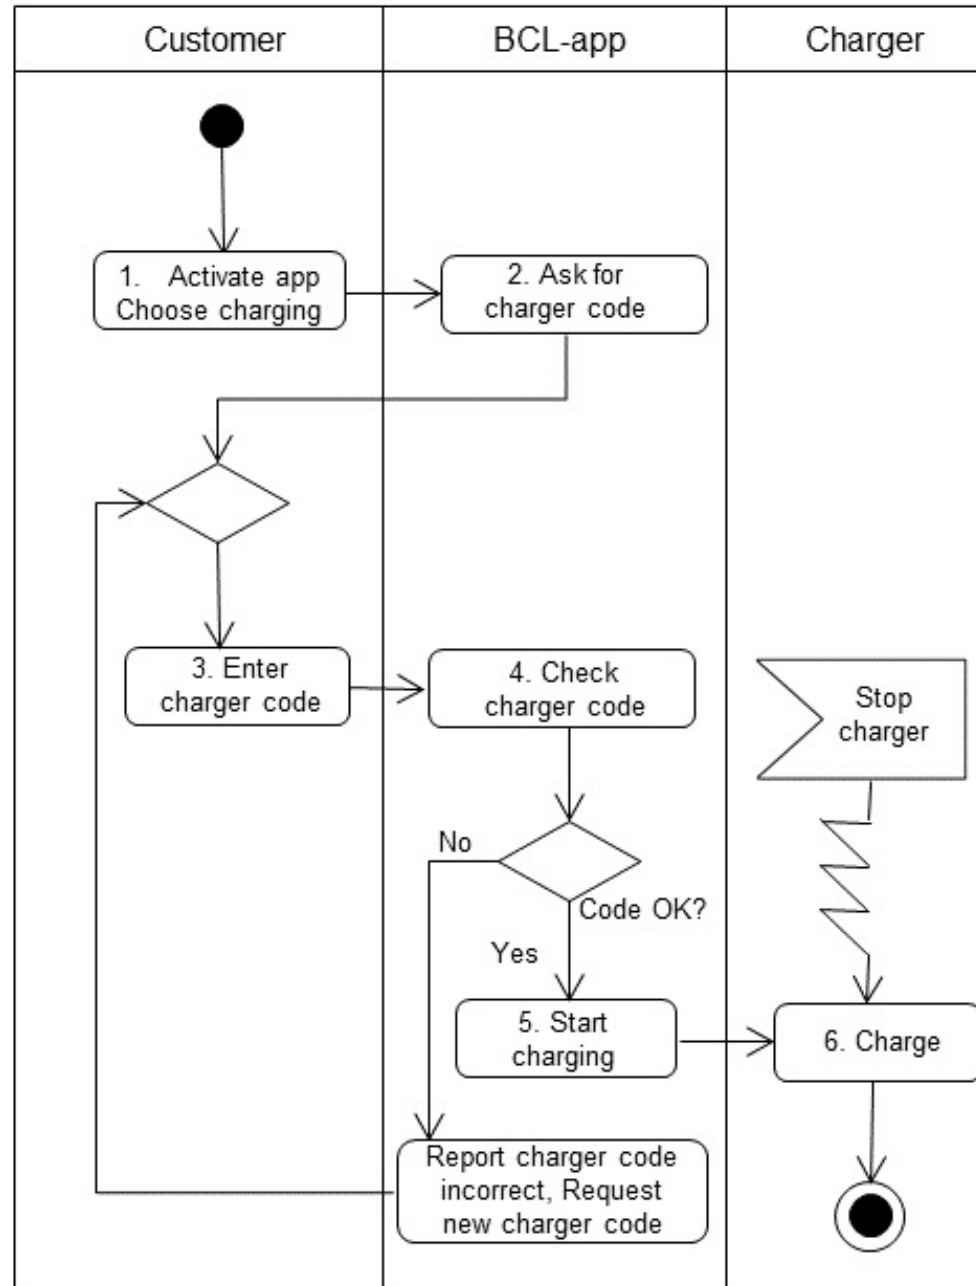 Customer
BCL-app
Charger
1. Activate app
Choose charging
2. Ask for
charger code
3. Enter
charger code
4. Check
charger code
Stop
charger
No
Code OK?
Yes
5. Start
charging
6. Charge
Report charger code
incorrect, Request
new charger code